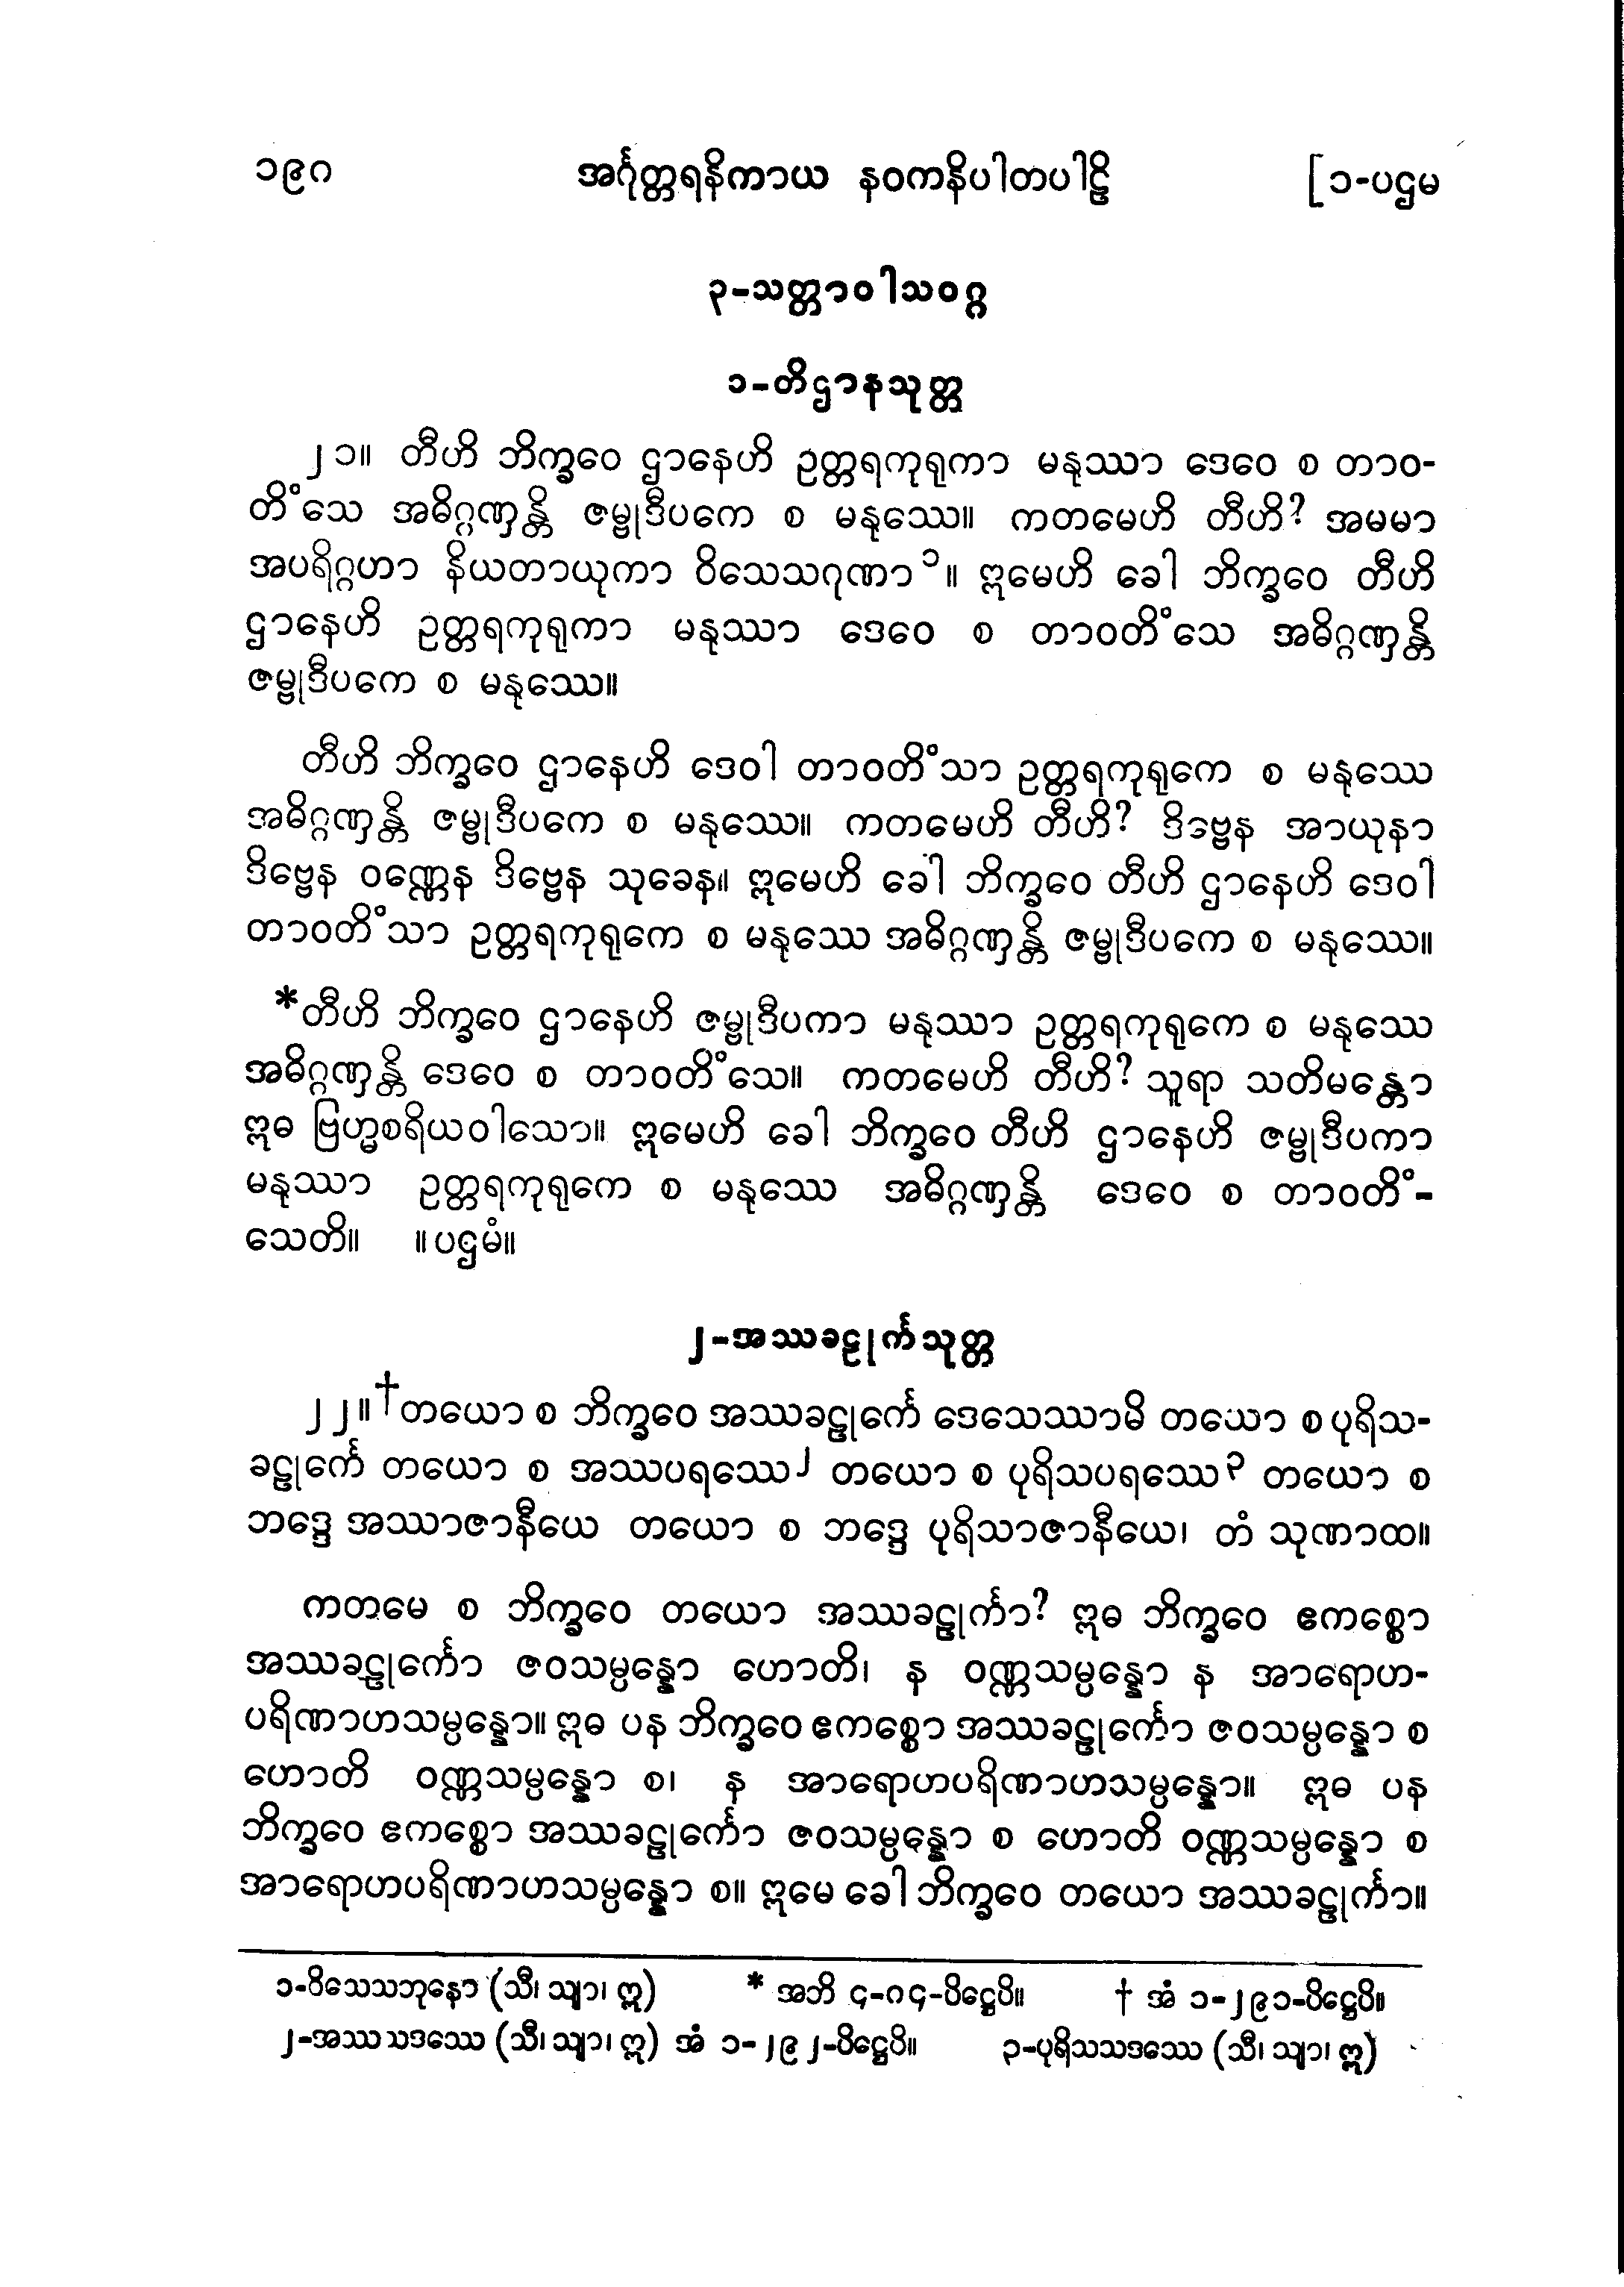 ၁၉၈ အင်္ဂုတ္တရနိကာယ နဝကနိပါတပါဠိ [၁-ပဌမ
၃-သတ္တာဝါသဝဂ္ဂ
၁-တိဌာနသုတ္တ
၂၁။ တီဟိ ဘိက္ခဝေ ဌာနေဟိ ဥတ္တရကုရုကာ မနုဿာ ဒေဝေ စ တာဝ-
တိံသေ အဓိဂ္ဂဏှန္တိ ဇမ္ဗုဒီပကေ စ မနုဿေ။ ကတမေဟိ တီဟိ? အမမာ
အပရိဂ္ဂဟာ နိယတာယုကာ ဝိသေသဂုဏာ၁။ ဣမေဟိ ခေါ ဘိက္ခဝေ တီဟိ
ဌာနေဟိ ဥတ္တရကုရုကာ မနုဿာ ဒေဝေ စ တာဝတိံသေ အဓိဂ္ဂဏှန္တိ
ဇမ္ဗုဒီပကေ စ မနုဿေ။
တီဟိ ဘိက္ခဝေ ဌာနေဟိ ဒေဝါ တာဝတိံသာ ဥတ္တရကုရုကေ စ မနုဿေ
အဓိဂ္ဂဏှန္တိ ဇမ္ဗုဒီပကေ စ မနုဿေ။ ကတမေဟိ တီဟိ? ဒိဗ္ဗေန အာယုနာ
ဒိဗ္ဗေန ဝဏ္ဏေန ဒိဗ္ဗေန သုခေန။ ဣမေဟိ ခေါ ဘိက္ခဝေ တီဟိ ဌာနေဟိ ဒေဝါ
တာဝတိံသာ ဥတ္တရကုရုကေ စ မနုဿေ အဓိဂ္ဂဏှန္တိ ဇမ္ဗုဒီပကေ စ မနုဿေ။
*တီဟိ ဘိက္ခဝေ ဌာနေဟိ ဇမ္ဗုဒီပကာ မနုဿာ ဥတ္တရကုရုကေ စ မနုဿေ
အဓိဂ္ဂဏှန္တိ ဒေဝေ စ တာဝတိံသေ။ ကတမေဟိ တီဟိ? သူရာ သတိမန္တော
ဣဓ ဗြဟ္မစရိယဝါသော။ ဣမေဟိ ခေါ ဘိက္ခဝေ တီဟိ ဌာနေဟိ ဇမ္ဗုဒီပကာ
မနုဿာ ဥတ္တရကုရုကေ စ မနုဿေ အဓိဂ္ဂဏှန္တိ ဒေဝေ စ တာဝတိံ-
သေတိ။ ။ပဌမံ။
၂-အဿခဠုင်္ကသုတ္တ
၂၂။†တယော စ ဘိက္ခဝေ အဿခဠုင်္ကေ ဒေသေဿာမိ တယော စ ပုရိသ-
ခဠုင်္ကေ တယော စ အဿပရဿေ၂ တယော စ ပုရိသပရဿေ၃ တယော စ
ဘဒ္ဒေ အဿာဇာနီယေ တယော စ ဘဒ္ဒေ ပုရိသာဇာနီယေ၊ တံ သုဏာထ။
ကတမေ စ ဘိက္ခဝေ တယော အဿခဠုင်္ကာ? ဣဓ ဘိက္ခဝေ ဧကစ္စော
အဿခဠုင်္ကော ဇဝသမ္ပန္နော ဟောတိ၊ န ဝဏ္ဏသမ္ပန္နော န အာရောဟ-
ပရိဏာဟသမ္ပန္နော။ ဣဓ ပန ဘိက္ခဝေ ဧကစ္စော အဿခဠုင်္ကော ဇဝသမ္ပန္နော စ
ဟောတိ ဝဏ္ဏသမ္ပန္နော စ၊ န အာရောဟပရိဏာဟသမ္ပန္နော။ ဣဓ ပန
ဘိက္ခဝေ ဧကစ္စော အဿခဠုင်္ကော ဇဝသမ္ပန္နော စ ဟောတိ ဝဏ္ဏသမ္ပန္နော စ
အာရောဟပရိဏာဟသမ္ပန္နော စ။ ဣမေ ခေါ ဘိက္ခဝေ တယော အဿခဠုင်္ကာ။
၁-ဝိသေသဘုနော (သီ၊ သျာ၊ ဣ) * အဘိ ၄-၈၄-ပိဋ္ဌေပိ။ † အံ ၁-၂၉၁-ပိဋ္ဌေပိ။
၂-အဿသဒဿေ (သီ၊ သျာ၊ ဣ) အံ ၁-၂၉၂-ပိဋ္ဌေပိ။ ၃-ပုရိသသဒဿေ (သီ၊ သျာ၊ ဣ)